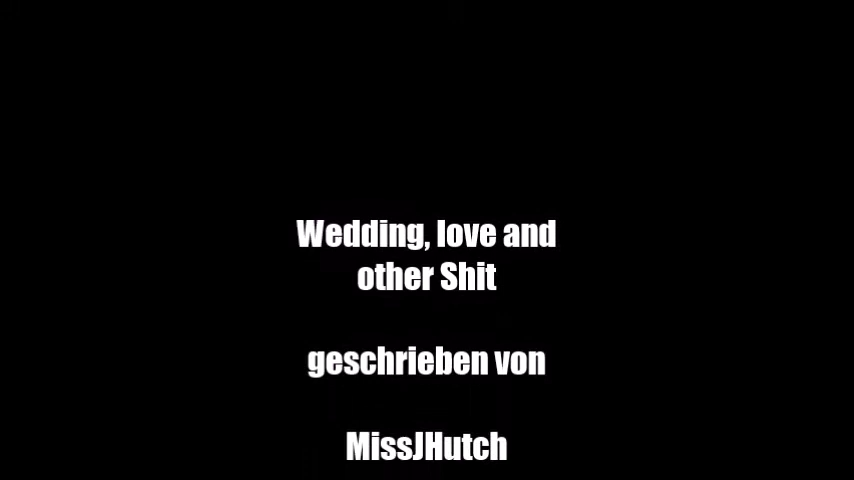 Wedding, love and
other Shit
geschrieben von
MissJHutch